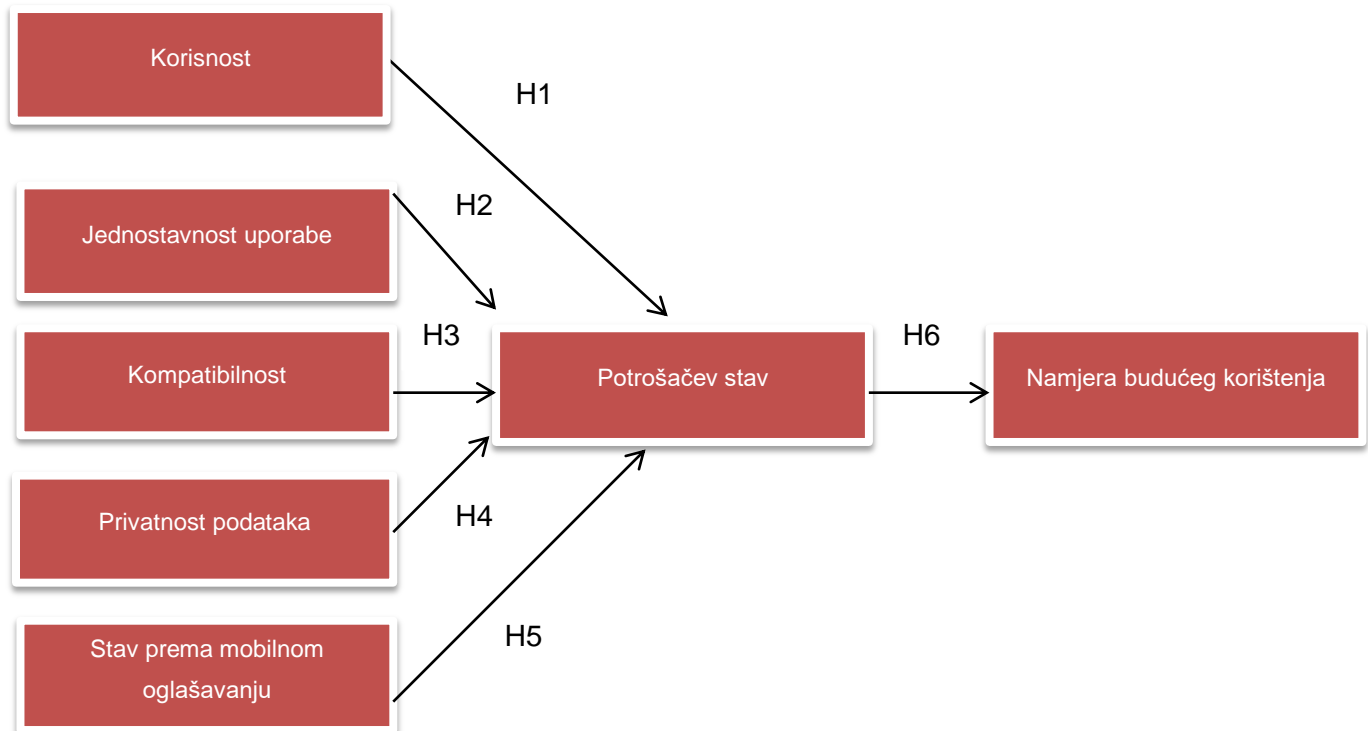 Korisnost
H1
Jednostavnost uporabe
H2
Kompatibilnost
H3
Potrošačev stav
H6
Namjera budućeg korištenja
Privatnost podataka
H4
Stav prema mobilnom
oglašavanju
H5